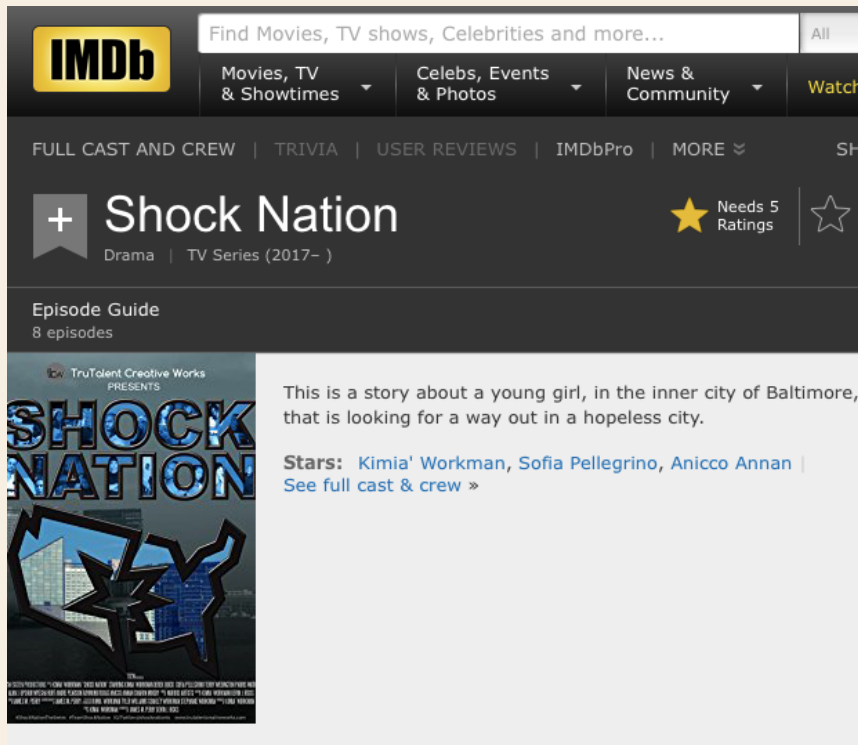 IMDb
Find Movies, TV shows, Celebrities and more...
All
Movies, TV
& Showtimes
Celebs, Events
& Photos
News &
Community
Watch
FULL CAST AND CREW | TRIVIA | USER REVIEWS | IMDbPro | MORE
SH
+ Shock Nation
Needs 5
Ratings
Drama | TV Series (2017– )
Episode Guide
8 episodes
TruTalent Creative Works
PRESENTS
SHOCK
NATION
This is a story about a young girl, in the inner city of Baltimore,
that is looking for a way out in a hopeless city.
Stars: Kimia' Workman, Sofia Pellegrino, Anicco Annan |
See full cast & crew »